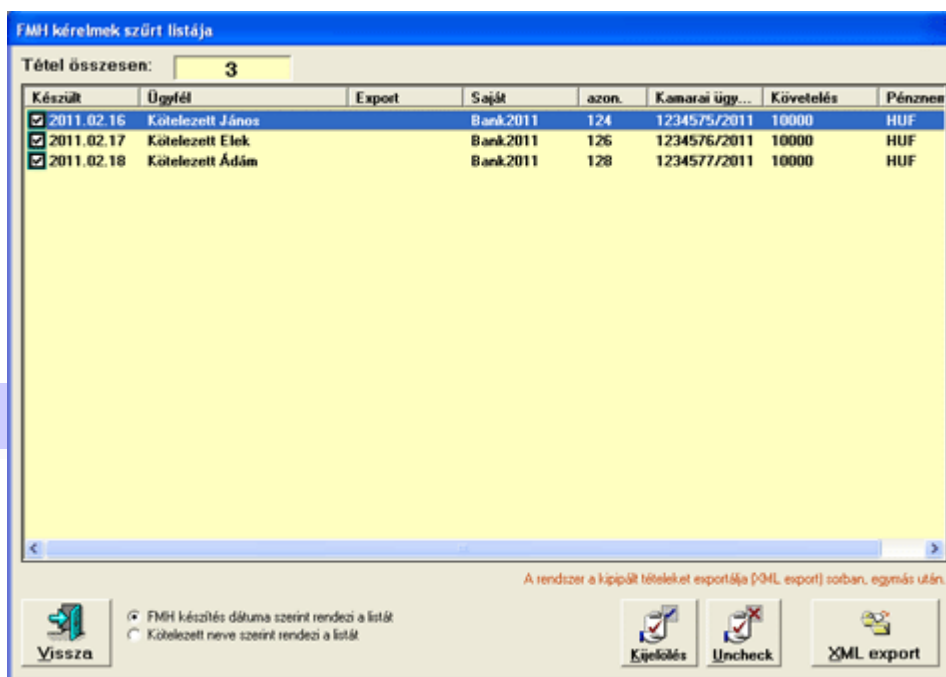 FMH kérelmek szűrt listája
Tétel összesen: 3
Készült Ügyfél Export Saját azon. Kamarai ügy... Követelés Pénznem
2011.02.16 Kötelezett János Bank2011 124 1234575/2011 10000 HUF
2011.02.17 Kötelezett Elek Bank2011 126 1234576/2011 10000 HUF
2011.02.18 Kötelezett Ádám Bank2011 128 1234577/2011 10000 HUF
A rendszer a kipipált tételeket exportálja (XML export) sorban, egymás után.
FMH készítés dátuma szerint rendezi a listát
Kötelezett neve szerint rendezi a listát
Vissza Kijelölés Uncheck XML export